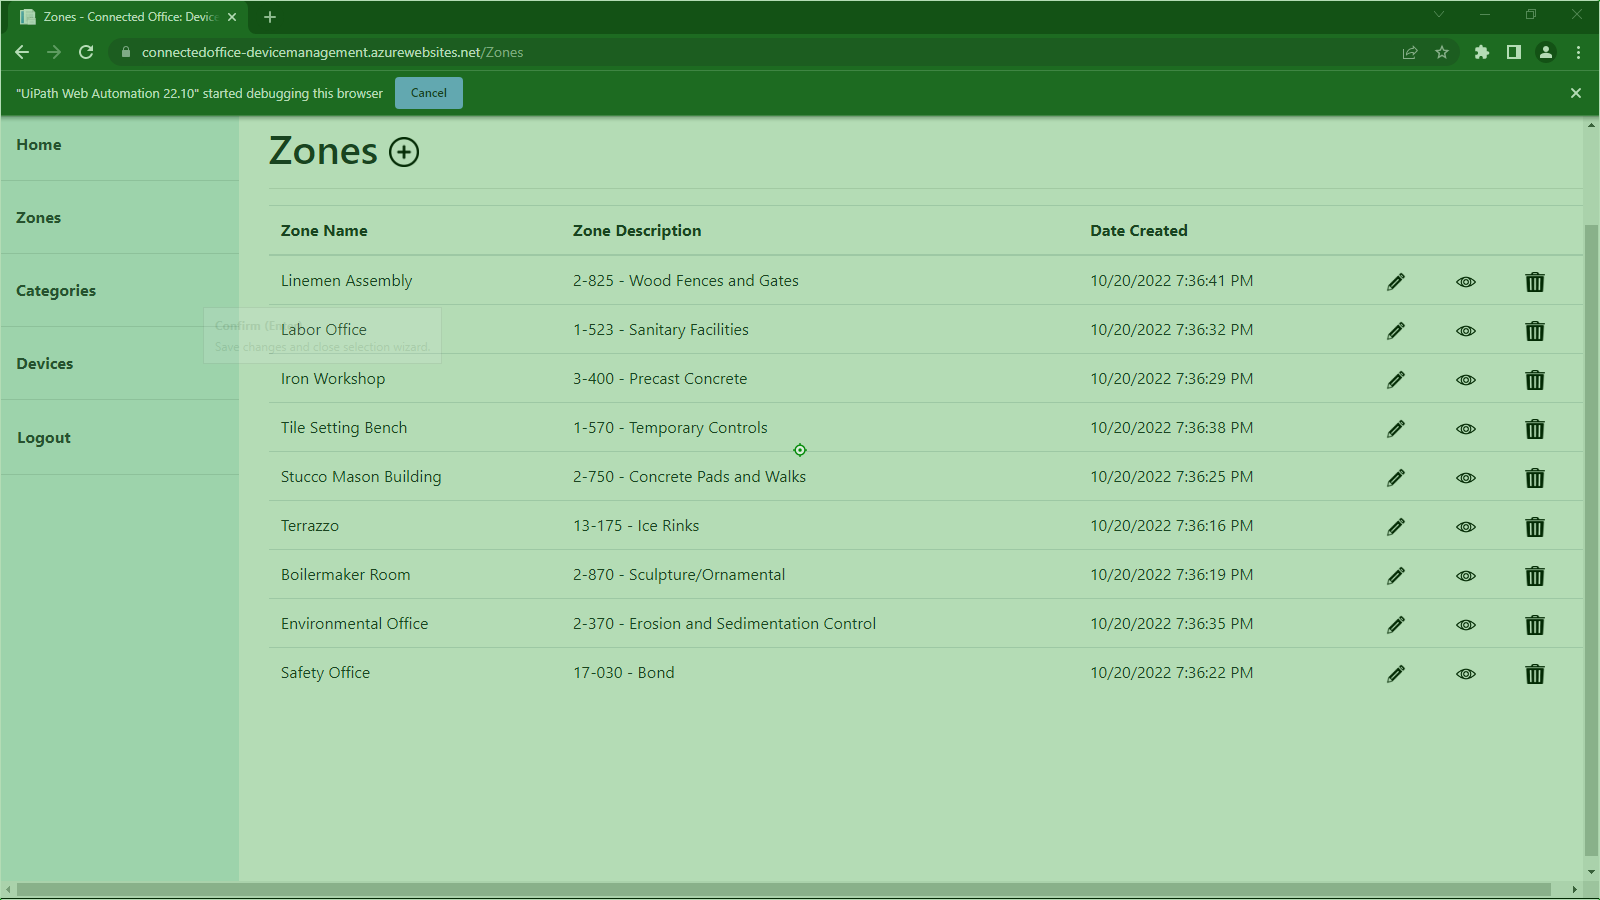 Zones - Connected Office: Device
connectedoffice-devicemanagement.azurewebsites.net/Zones
"UiPath Web Automation 22.10" started debugging this browser
Cancel
Home
Zones
Categories
Devices
Logout
Zones
Zone Name Zone Description Date Created
Linemen Assembly 2-825 - Wood Fences and Gates 10/20/2022 7:36:41 PM
Labor Office 1-523 - Sanitary Facilities 10/20/2022 7:36:32 PM
Iron Workshop 3-400 - Precast Concrete 10/20/2022 7:36:29 PM
Tile Setting Bench 1-570 - Temporary Controls 10/20/2022 7:36:38 PM
Stucco Mason Building 2-750 - Concrete Pads and Walks 10/20/2022 7:36:25 PM
Terrazzo 13-175 - Ice Rinks 10/20/2022 7:36:16 PM
Boilermaker Room 2-870 - Sculpture/Ornamental 10/20/2022 7:36:19 PM
Environmental Office 2-370 - Erosion and Sedimentation Control 10/20/2022 7:36:35 PM
Safety Office 17-030 - Bond 10/20/2022 7:36:22 PM
Confirm
Save changes and close selection wizard.